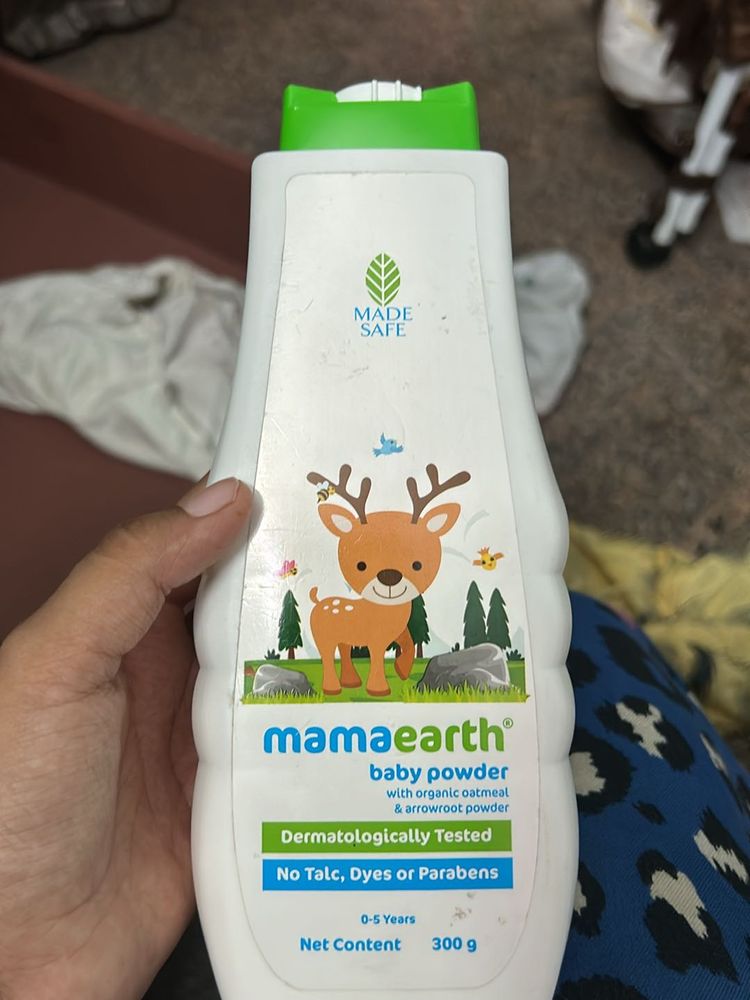 MADE
SAFE
mamaearth®
baby powder
with organic oatmeal
& arrowroot powder
Dermatologically Tested
No Talc, Dyes or Parabens
0-5 Years
Net Content 300 g